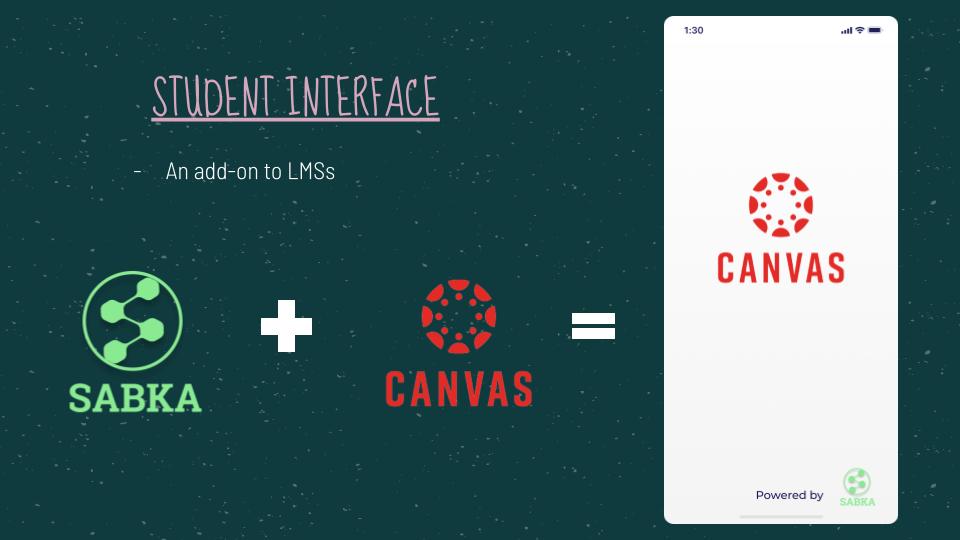 STUDENT INTERFACE
- An add-on to LMSs
SABKA
CANVAS
1:30
CANVAS
Powered by
SABKA